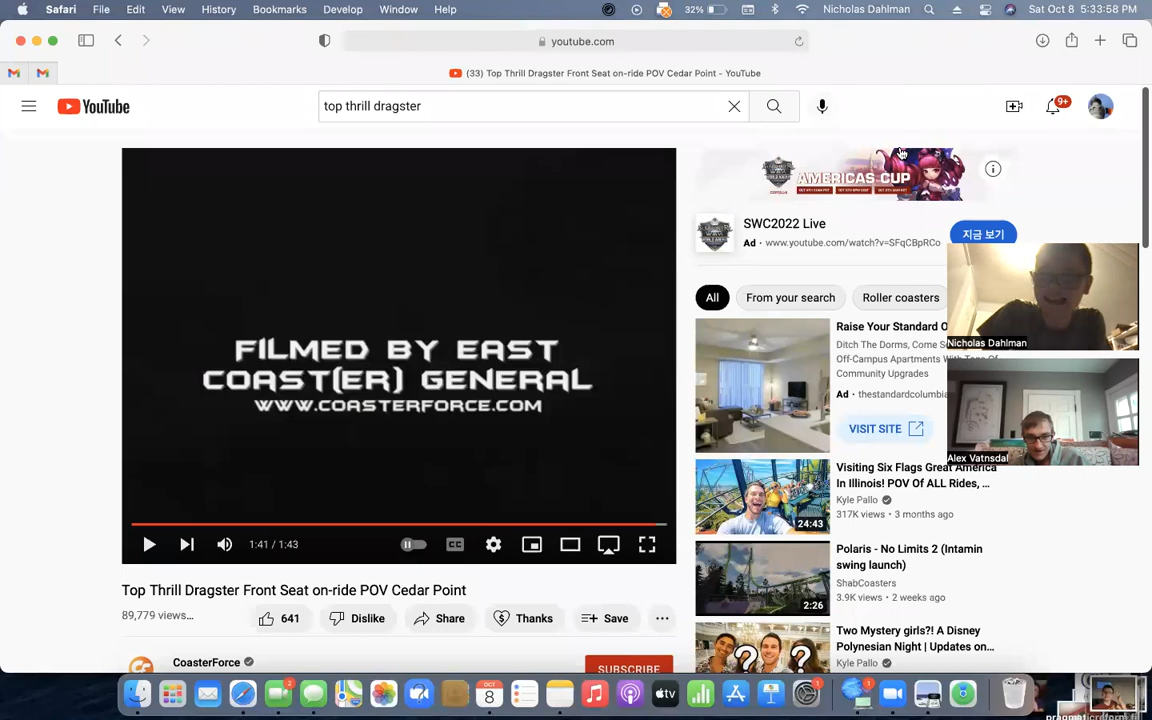 Safari File Edit View History Bookmarks Develop Window Help 32% Nicholas Dahlman Sat Oct 8 5:33:58 PM
youtube.com
(33) Top Thrill Dragster Front Seat on-ride POV Cedar Point - YouTube
YouTube top thrill dragster 9+
AMERICAS CUP
SWC2022 Live
Ad · www.youtube.com/watch?v=SFqCBpRCo
지금 보기
All From your search Roller coasters
FILMED BY EAST
COAST(ER) GENERAL
WWW.COASTERFORCE.COM
1:41 / 1:43
CC
Top Thrill Dragster Front Seat on-ride POV Cedar Point
89,779 views...
641 Dislike Share Thanks Save
CoasterForce
SUBSCRIBE
Raise Your Standard O
Ditch The Dorms, Come S
Off-Campus Apartments With Tons Of
Community Upgrades
Ad · thestandardcolumbia
VISIT SITE
Nicholas Dahlman
Alex Vatnsdal
Visiting Six Flags Great America
In Illinois! POV Of ALL Rides, ...
Kyle Pallo
317K views · 3 months ago
24:43
Polaris - No Limits 2 (Intamin
swing launch)
ShabCoasters
3.9K views · 2 weeks ago
2:26
Two Mystery girls?! A Disney
Polynesian Night | Updates on...
Kyle Pallo
OCT
8
tv